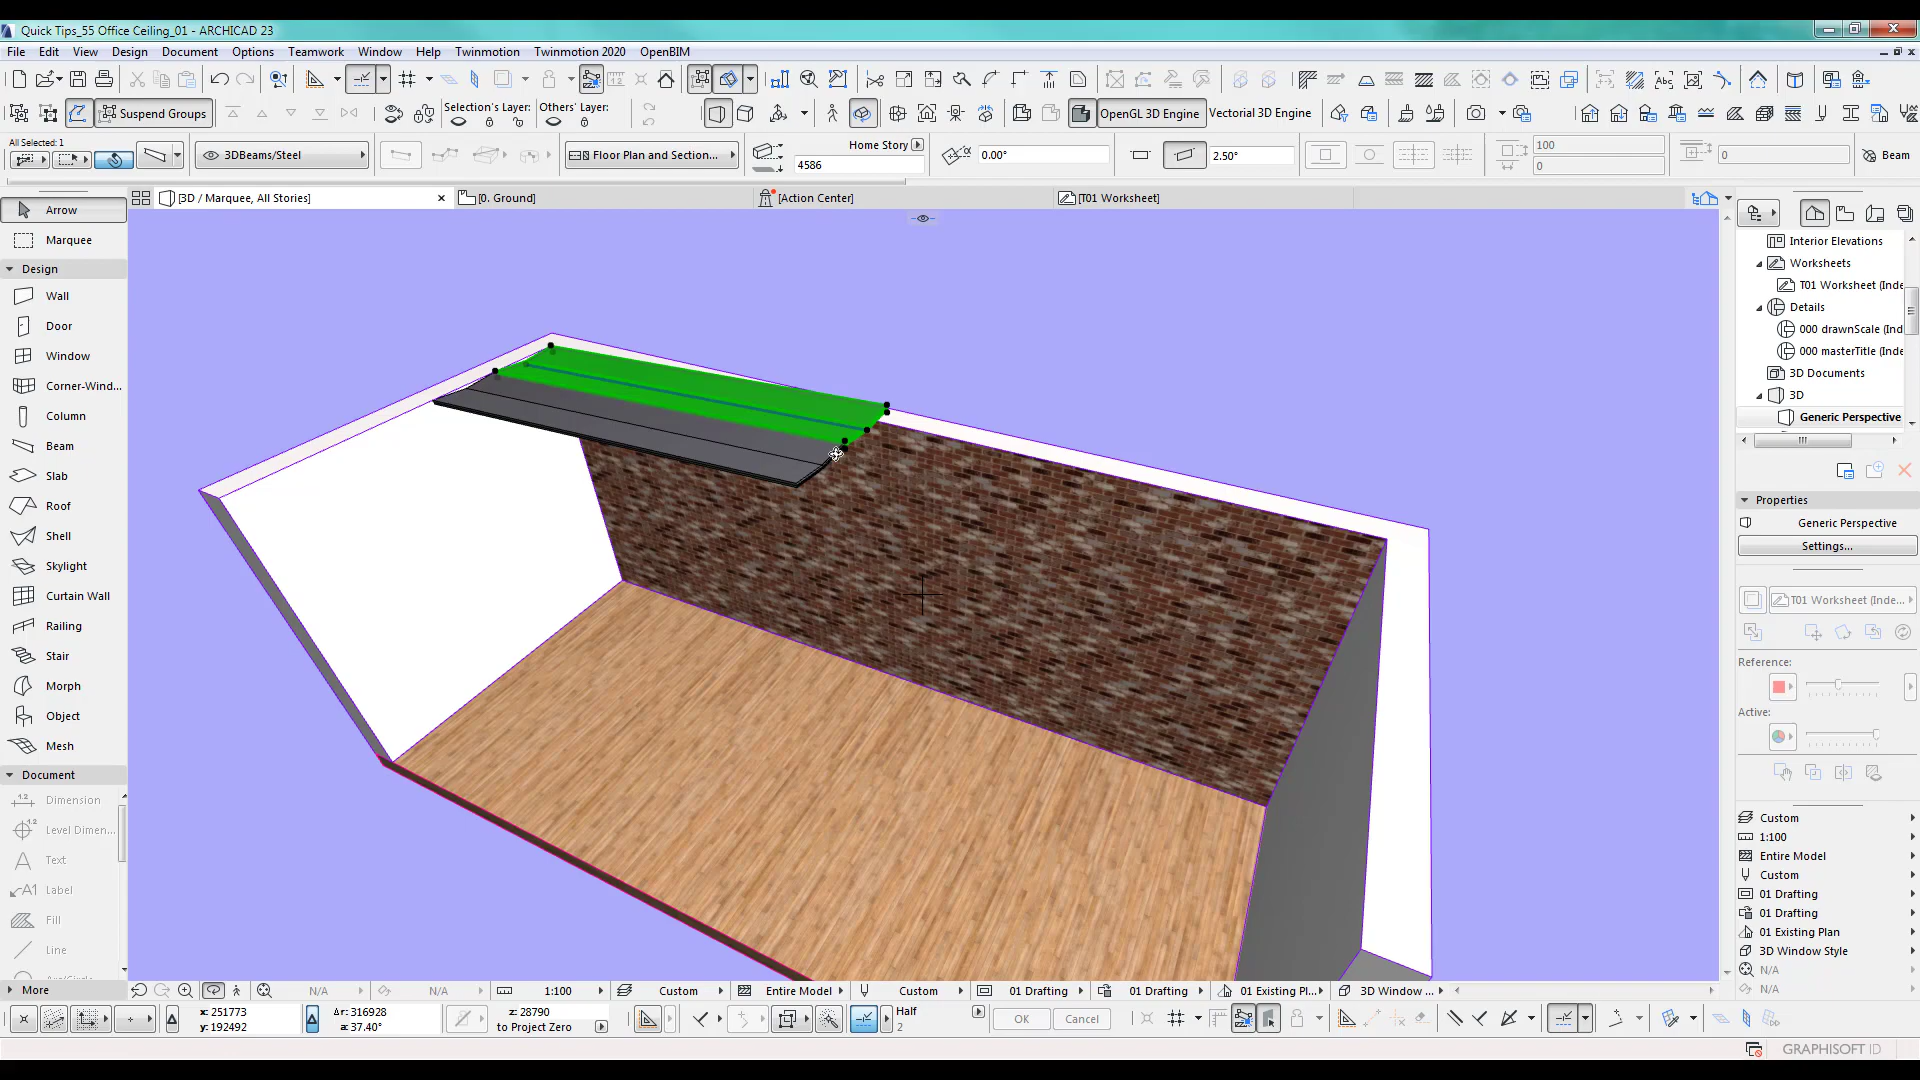 Quick Tips_55 Office Ceiling_01 - ARCHICAD 23
File Edit View Design Document Options Teamwork Window Help Twinmotion Twinmotion 2020 OpenBIM
Suspend Groups
Selection's Layer:
Others' Layer:
OpenGL 3D Engine
Vectorial 3D Engine
All Selected: 1
3DBeams/Steel
Floor Plan and Section...
Home Story
4586
0.00°
2.50°
100
0
0
Beam
[3D / Marquee, All Stories]
[0. Ground]
[Action Center]
[T01 Worksheet]
Arrow
Marquee
Design
Wall
Door
Window
Corner-Wind...
Column
Beam
Slab
Roof
Shell
Skylight
Curtain Wall
Railing
Stair
Morph
Object
Mesh
Document
Dimension
Level Dimen...
Text
Label
Fill
Line
More
Interior Elevations
Worksheets
T01 Worksheet (Inde
Details
000 drawnScale (Ind
000 masterTitle (Ind
3D Documents
3D
Generic Perspective
Properties
Generic Perspective
Settings...
T01 Worksheet (Inde...
Reference:
Active:
Custom
1:100
Entire Model
Custom
01 Drafting
01 Drafting
01 Existing Plan
3D Window Style
N/A
N/A
N/A
N/A
1:100
Custom
Entire Model
Custom
01 Drafting
01 Drafting
01 Existing Pl...
3D Window ...
x: 251773
y: 192492
Δr: 316928
a: 37.40°
z: 28790
to Project Zero
Half
2
OK
Cancel
GRAPHISOFT ID